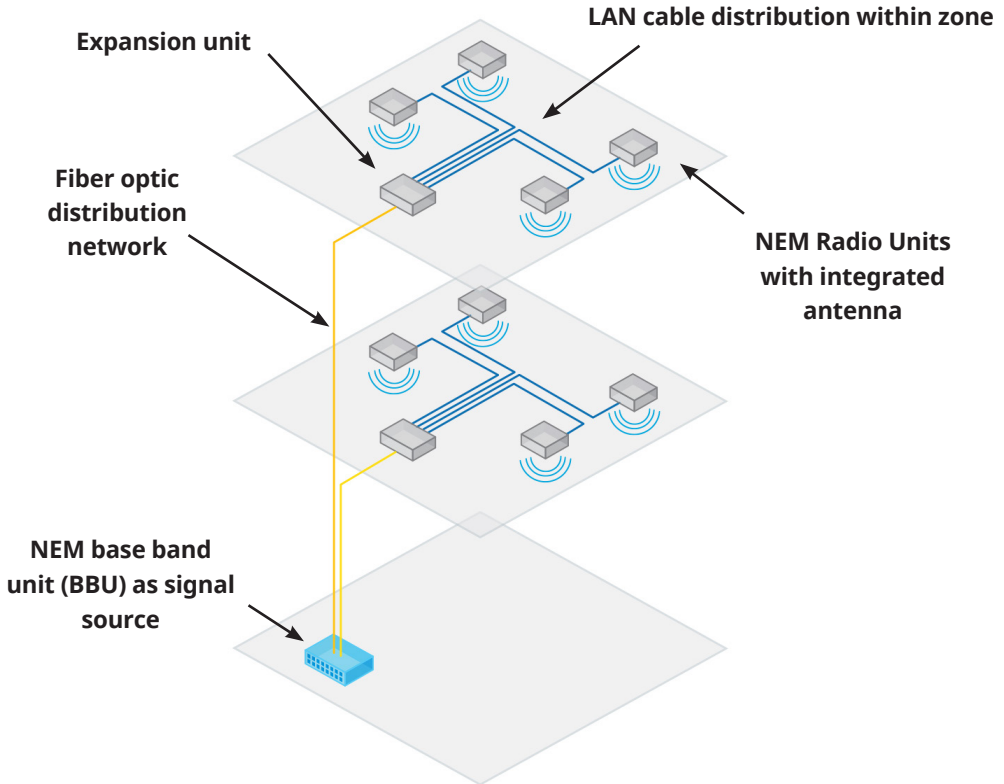 LAN cable distribution within zone
Expansion unit
Fiber optic
distribution
network
NEM Radio Units
with integrated
antenna
NEM base band
unit (BBU) as signal
source